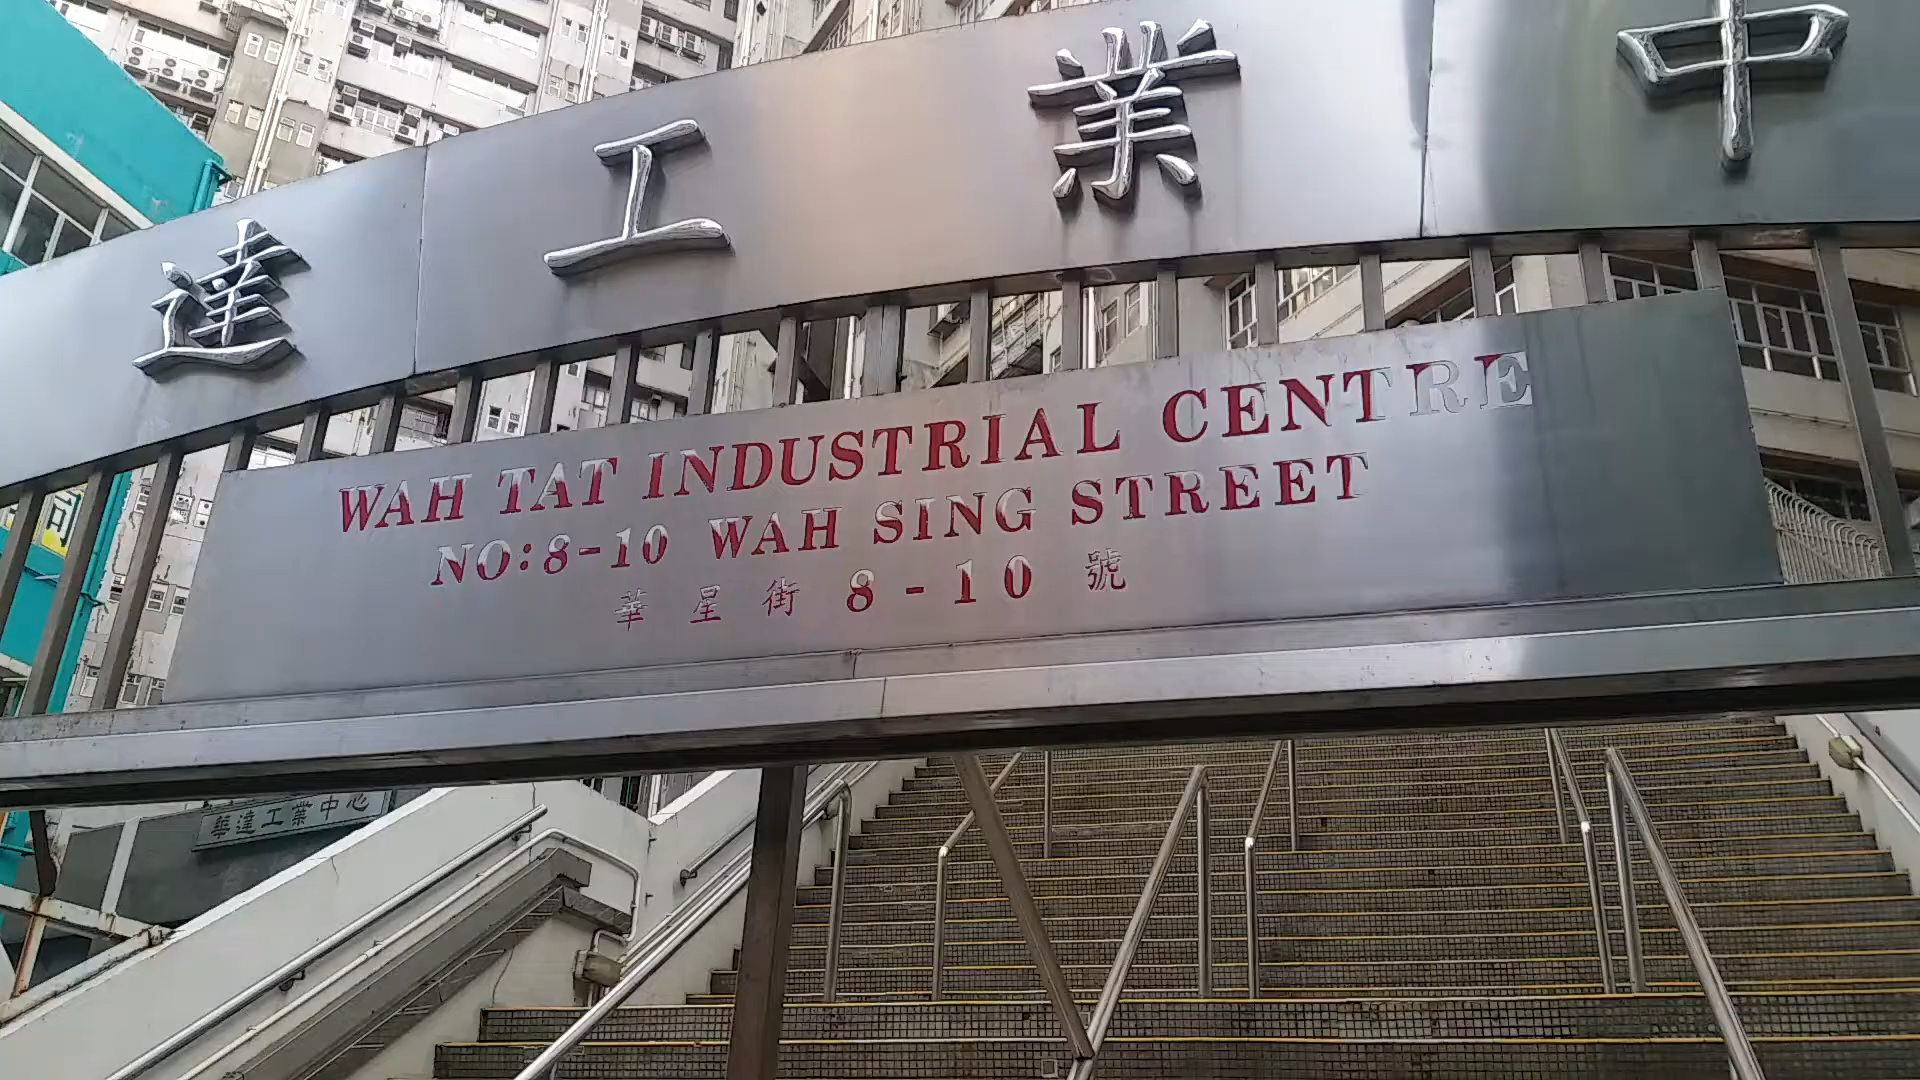 達工業中
WAH TAT INDUSTRIAL CENTRE
NO:8-10 WAH SING STREET
華星街 8-10 號
華達工業中心
司